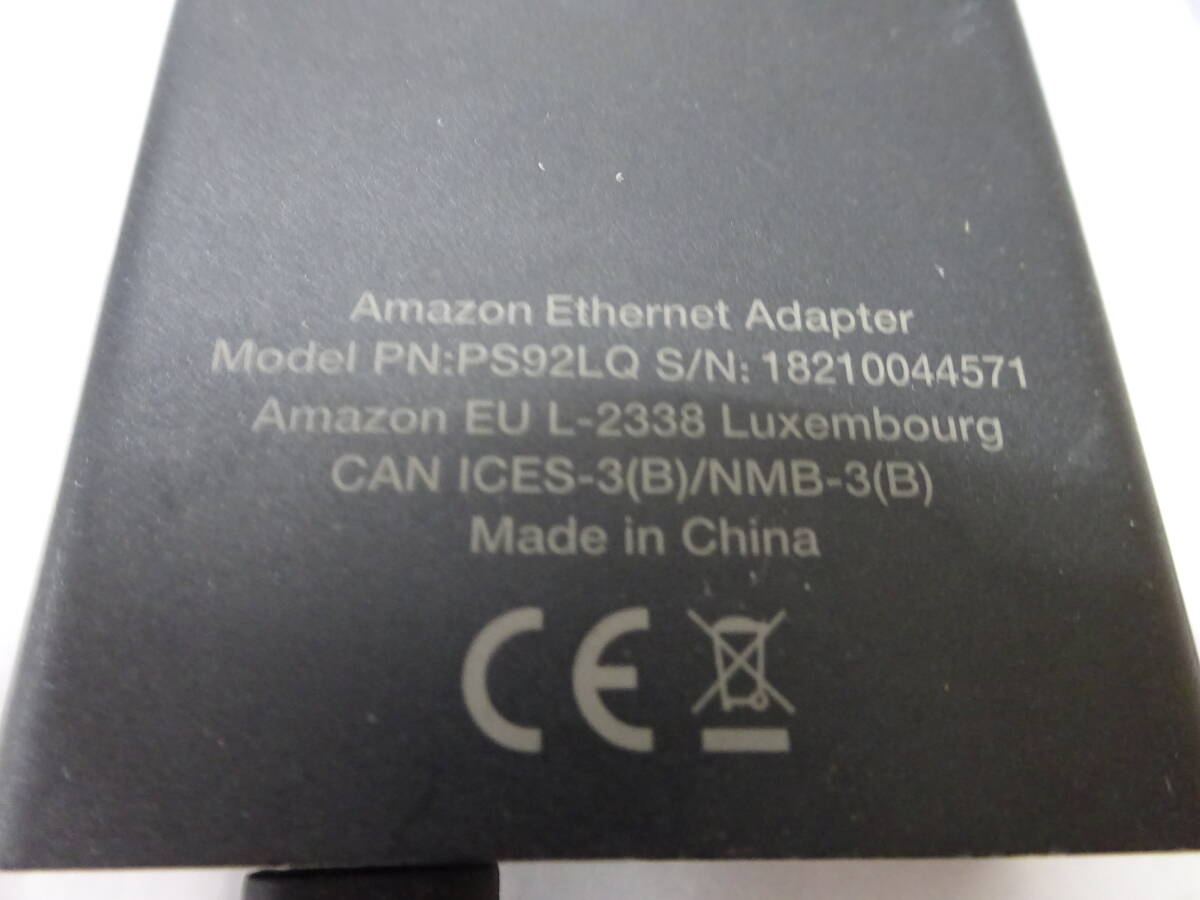 Amazon Ethernet Adapter
Model PN:PS92LQ S/N: 18210044571
Amazon EU L-2338 Luxembourg
CAN ICES-3(B)/NMB-3(B)
Made in China
CE